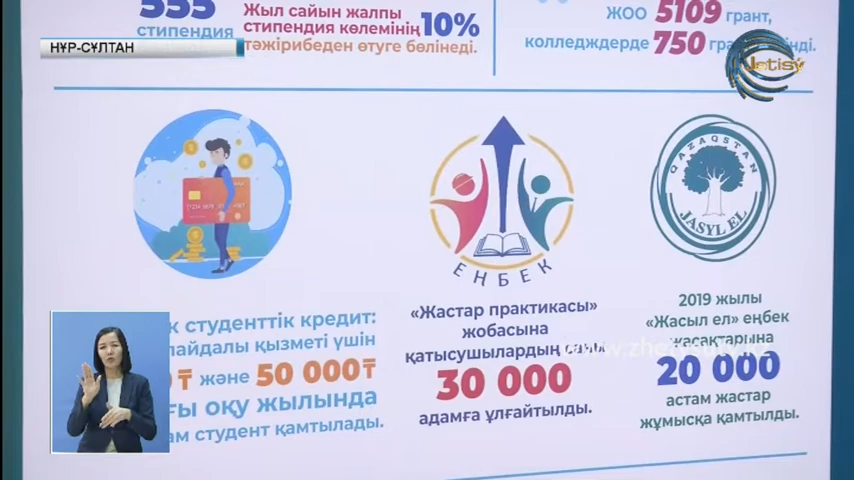 555
СТИПЕНДИЯ
Жыл сайын жалпы
стипендия көлемінің 10%
тәжірибеден өтуге бөлінеді.
ЖОО 5109 грант,
колледждерде 750
НҰР-СҰЛТАН
Jetisý
QAZAQSTAN
JASYL EL
ЕҢБЕК
студенттік кредит:
қызметі үшін
₸ және 50 000 ₸
оқу жылында
студент қамтылады.
«Жастар практикасы»
жобасына
қатысушылардың
30 000
адамға ұлғайтылды.
2019 жылы
«Жасыл ел» еңбек
жасақтарына
20 000
астам жастар
жұмысқа қамтылды.